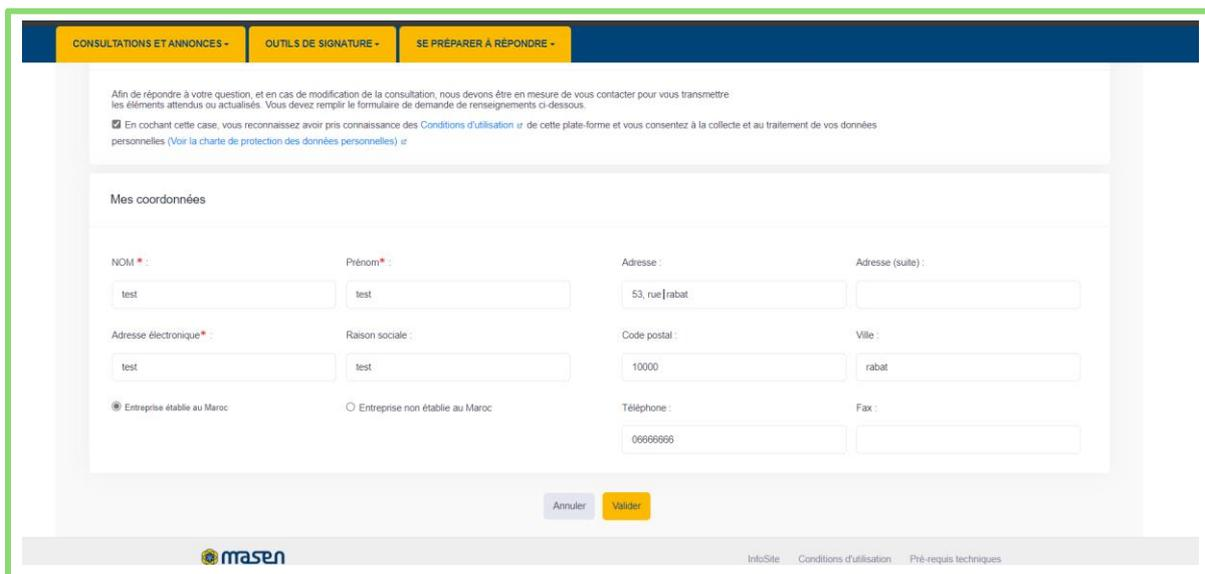 CONSULTATIONS ET ANNONCES - OUTILS DE SIGNATURE - SE PRÉPARER À RÉPONDRE -
Afin de répondre à votre question, et en cas de modification de la consultation, nous devons être en mesure de vous contacter pour vous transmettre
les éléments attendus ou actualisés. Vous devez remplir le formulaire de demande de renseignements ci-dessous.
En cochant cette case, vous reconnaissez avoir pris connaissance des Conditions d'utilisation de cette plate-forme et vous consentez à la collecte et au traitement de vos données
personnelles (Voir la charte de protection des données personnelles)
Mes coordonnées
NOM * : Prénom* : Adresse : Adresse (suite) :
test test 53, rue rabat
Adresse électronique* : Raison sociale : Code postal : Ville :
test test 10000 rabat
Entreprise établie au Maroc Entreprise non établie au Maroc Téléphone : Fax :
06666666
Annuler Valider
masen InfoSite Conditions d'utilisation Pré-requis techniques